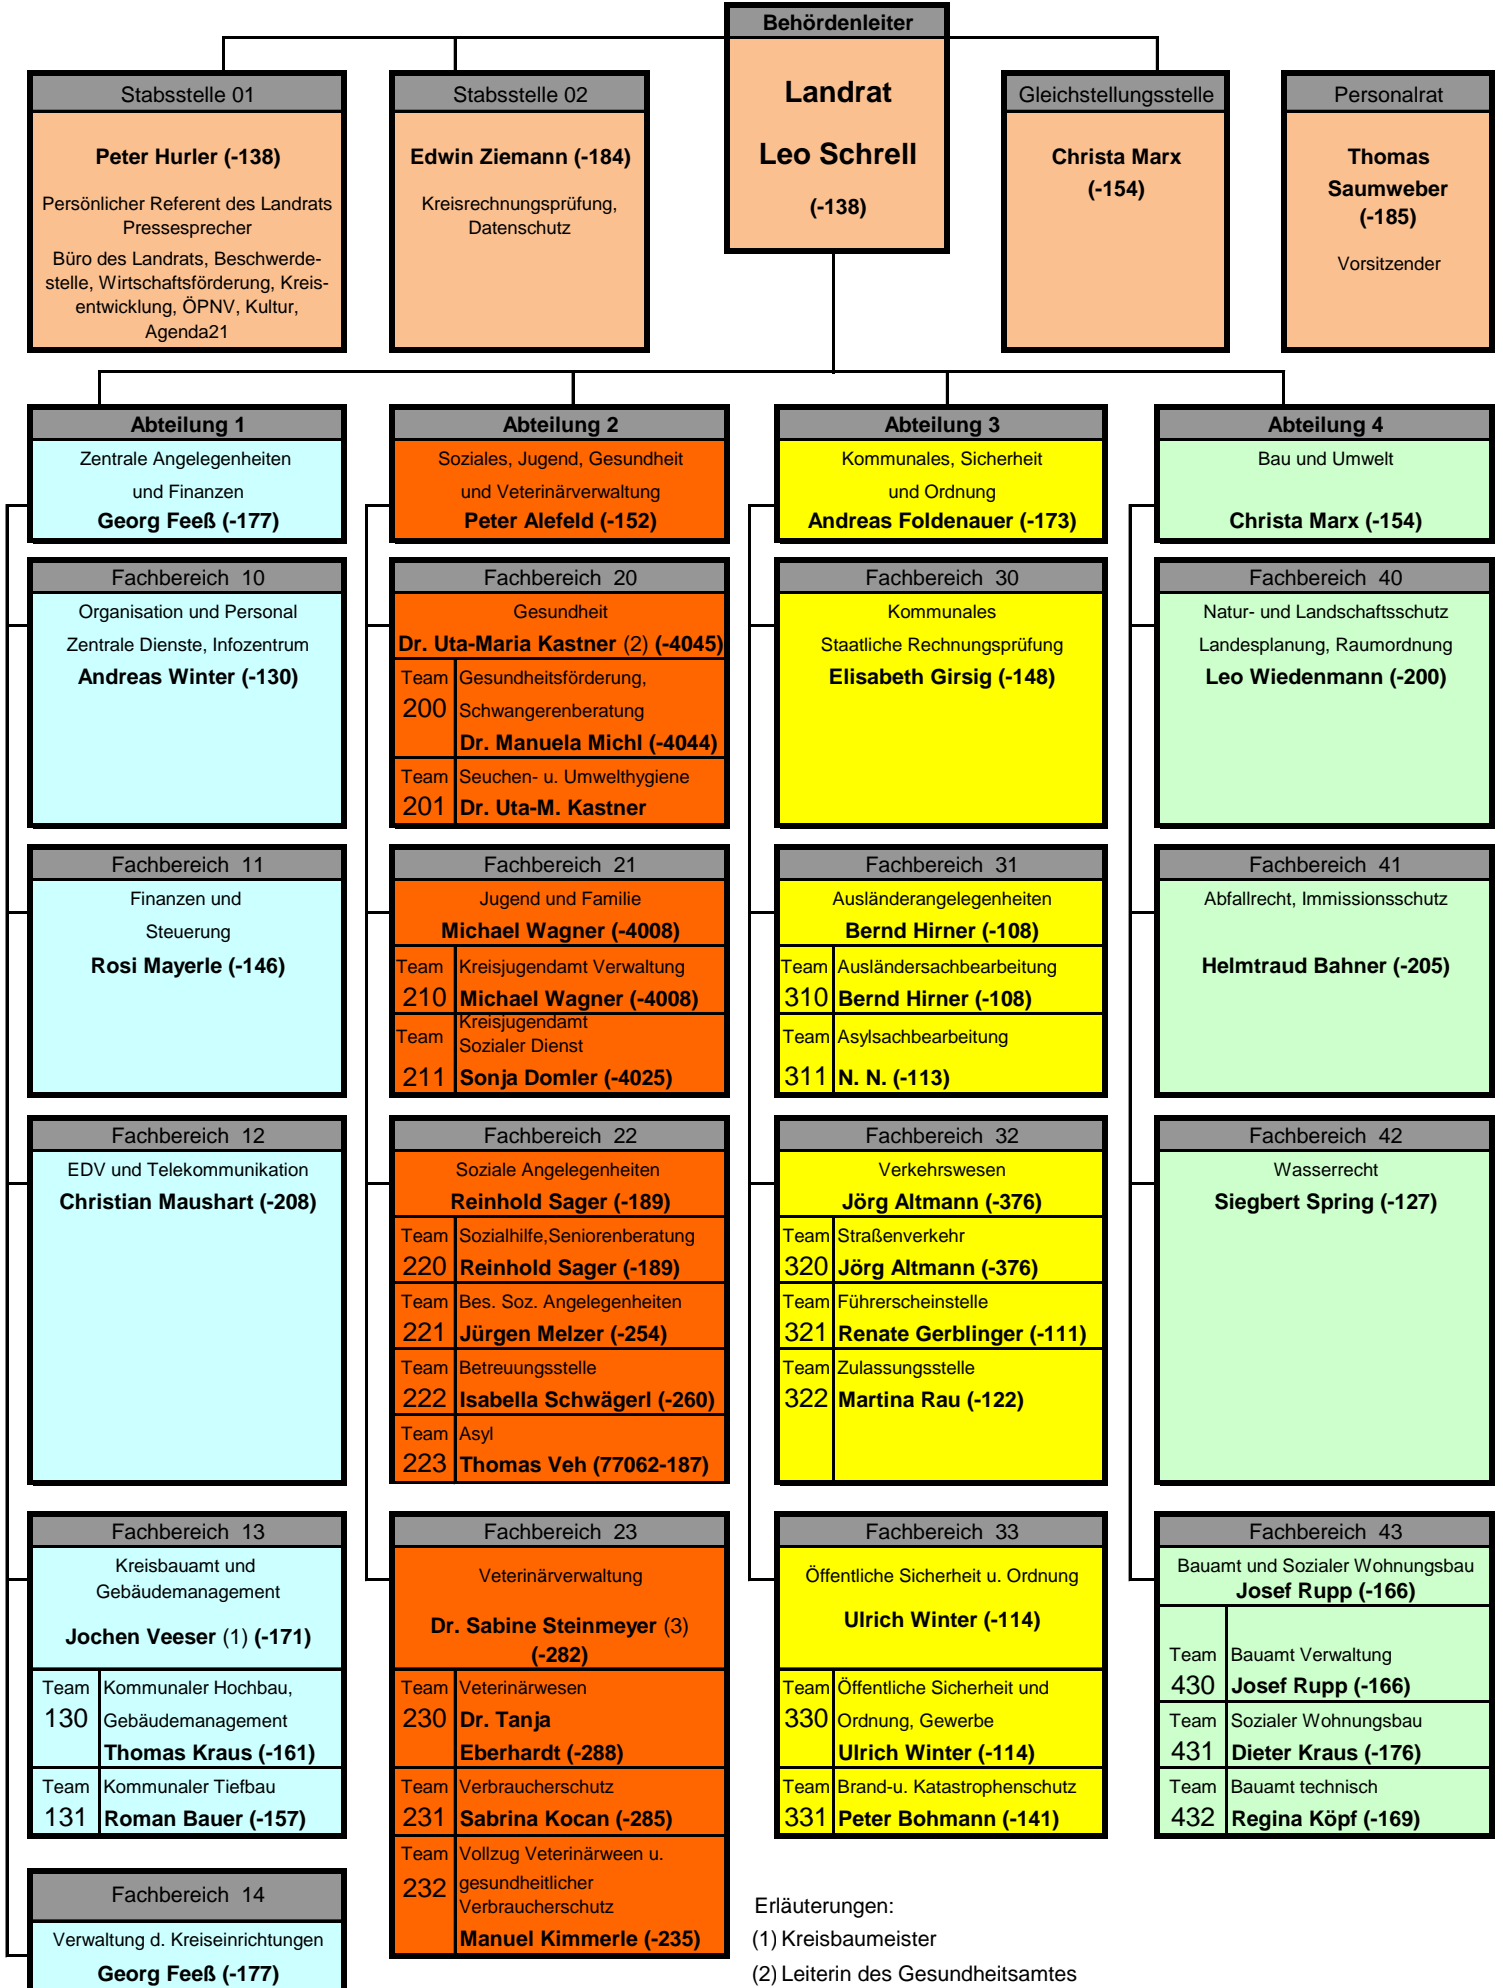 Behördenleiter
Landrat
Leo Schrell
(-138)
Stabsstelle 01
Peter Hurler (-138)
Persönlicher Referent des Landrats
Pressesprecher
Büro des Landrats, Beschwerde-
stelle, Wirtschaftsförderung, Kreis-
entwicklung, ÖPNV, Kultur,
Agenda21
Stabsstelle 02
Edwin Ziemann (-184)
Kreisrechnungsprüfung,
Datenschutz
Gleichstellungsstelle
Christa Marx
(-154)
Personalrat
Thomas
Saumweber
(-185)
Vorsitzender
Abteilung 1
Zentrale Angelegenheiten
und Finanzen
Georg Feeß (-177)
Fachbereich 10
Organisation und Personal
Zentrale Dienste, Infozentrum
Andreas Winter (-130)
Fachbereich 11
Finanzen und
Steuerung
Rosi Mayerle (-146)
Fachbereich 12
EDV und Telekommunikation
Christian Maushart (-208)
Fachbereich 13
Kreisbauamt und
Gebäudemanagement
Jochen Veeser (1) (-171)
Team Kommunaler Hochbau,
130 Gebäudemanagement
Thomas Kraus (-161)
Team Kommunaler Tiefbau
131 Roman Bauer (-157)
Fachbereich 14
Verwaltung d. Kreiseinrichtungen
Georg Feeß (-177)
Abteilung 2
Soziales, Jugend, Gesundheit
und Veterinärverwaltung
Peter Alefeld (-152)
Fachbereich 20
Gesundheit
Dr. Uta-Maria Kastner (2) (-4045)
Team Gesundheitsförderung,
200 Schwangerenberatung
Dr. Manuela Michl (-4044)
Team Seuchen- u. Umwelthygiene
201 Dr. Uta-M. Kastner
Fachbereich 21
Jugend und Familie
Michael Wagner (-4008)
Team Kreisjugendamt Verwaltung
210 Michael Wagner (-4008)
Kreisjugendamt
Team Sozialer Dienst
211 Sonja Domler (-4025)
Fachbereich 22
Soziale Angelegenheiten
Reinhold Sager (-189)
Team Sozialhilfe,Seniorenberatung
220 Reinhold Sager (-189)
Team Bes. Soz. Angelegenheiten
221 Jürgen Melzer (-254)
Team Betreuungsstelle
222 Isabella Schwägerl (-260)
Team Asyl
223 Thomas Veh (77062-187)
Fachbereich 23
Veterinärverwaltung
Dr. Sabine Steinmeyer (3)
(-282)
Team Veterinärwesen
230 Dr. Tanja
Eberhardt (-288)
Team Verbraucherschutz
231 Sabrina Kocan (-285)
Team Vollzug Veterinärween u.
232 gesundheitlicher
Verbraucherschutz
Manuel Kimmerle (-235)
Abteilung 3
Kommunales, Sicherheit
und Ordnung
Andreas Foldenauer (-173)
Fachbereich 30
Kommunales
Staatliche Rechnungsprüfung
Elisabeth Girsig (-148)
Fachbereich 31
Ausländerangelegenheiten
Bernd Hirner (-108)
Team Ausländersachbearbeitung
310 Bernd Hirner (-108)
Team Asylsachbearbeitung
311 N. N. (-113)
Fachbereich 32
Verkehrswesen
Jörg Altmann (-376)
Team Straßenverkehr
320 Jörg Altmann (-376)
Team Führerscheinstelle
321 Renate Gerblinger (-111)
Team Zulassungsstelle
322 Martina Rau (-122)
Fachbereich 33
Öffentliche Sicherheit u. Ordnung
Ulrich Winter (-114)
Team Öffentliche Sicherheit und
330 Ordnung, Gewerbe
Ulrich Winter (-114)
Team Brand-u. Katastrophenschutz
331 Peter Bohmann (-141)
Abteilung 4
Bau und Umwelt
Christa Marx (-154)
Fachbereich 40
Natur- und Landschaftsschutz
Landesplanung, Raumordnung
Leo Wiedenmann (-200)
Fachbereich 41
Abfallrecht, Immissionsschutz
Helmtraud Bahner (-205)
Fachbereich 42
Wasserrecht
Siegbert Spring (-127)
Fachbereich 43
Bauamt und Sozialer Wohnungsbau
Josef Rupp (-166)
Team Bauamt Verwaltung
430 Josef Rupp (-166)
Team Sozialer Wohnungsbau
431 Dieter Kraus (-176)
Team Bauamt technisch
432 Regina Köpf (-169)
Erläuterungen:
(1) Kreisbaumeister
(2) Leiterin des Gesundheitsamtes